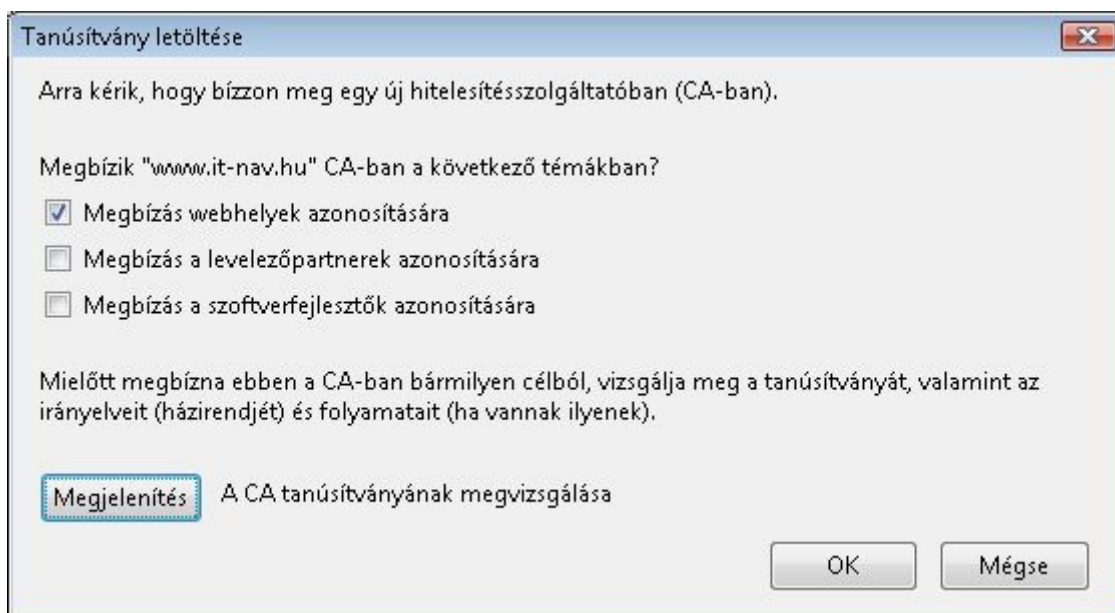 Tanúsítvány letöltése
Arra kérik, hogy bízzon meg egy új hitelesítésszolgáltatóban (CA-ban).
Megbízik "www.it-nav.hu" CA-ban a következő témákban?
Megbízás webhelyek azonosítására
Megbízás a levelezőpartnerek azonosítására
Megbízás a szoftverfejlesztők azonosítására
Mielőtt megbízna ebben a CA-ban bármilyen célból, vizsgálja meg a tanúsítványát, valamint az
irányelveit (házirendjét) és folyamatait (ha vannak ilyenek).
Megjelenítés A CA tanúsítványának megvizsgálása
OK Mégse